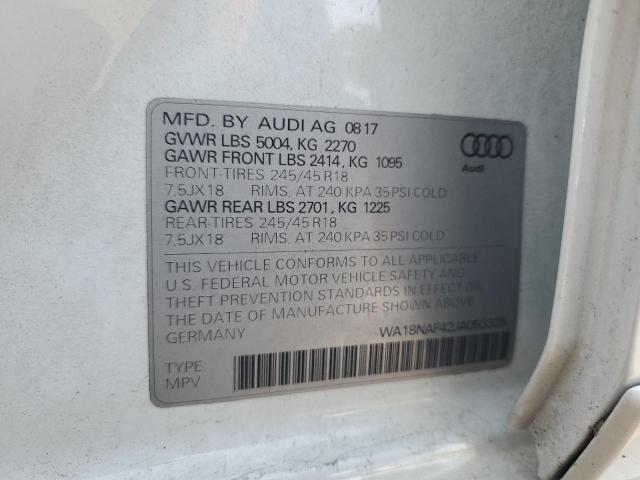 MFD. BY AUDI AG 0817
GVWR LBS 5004, KG 2270
GAWR FRONT LBS 2414, KG 1095
FRONT-TIRES 245/45 R18
7.5JX18 RIMS, AT 240 KPA 35 PSI COLD
GAWR REAR LBS 2701, KG 1225
REAR-TIRES 245/45 R18
7.5JX18 RIMS, AT 240 KPA 35 PSI COLD
Audi
THIS VEHICLE CONFORMS TO ALL APPLICABLE
U.S. FEDERAL MOTOR VEHICLE SAFETY AND
THEFT PREVENTION STANDARDS IN EFFECT ON
THE DATE OF MANUFACTURE SHOWN ABOVE.
GERMANY
TYPE:
MPV